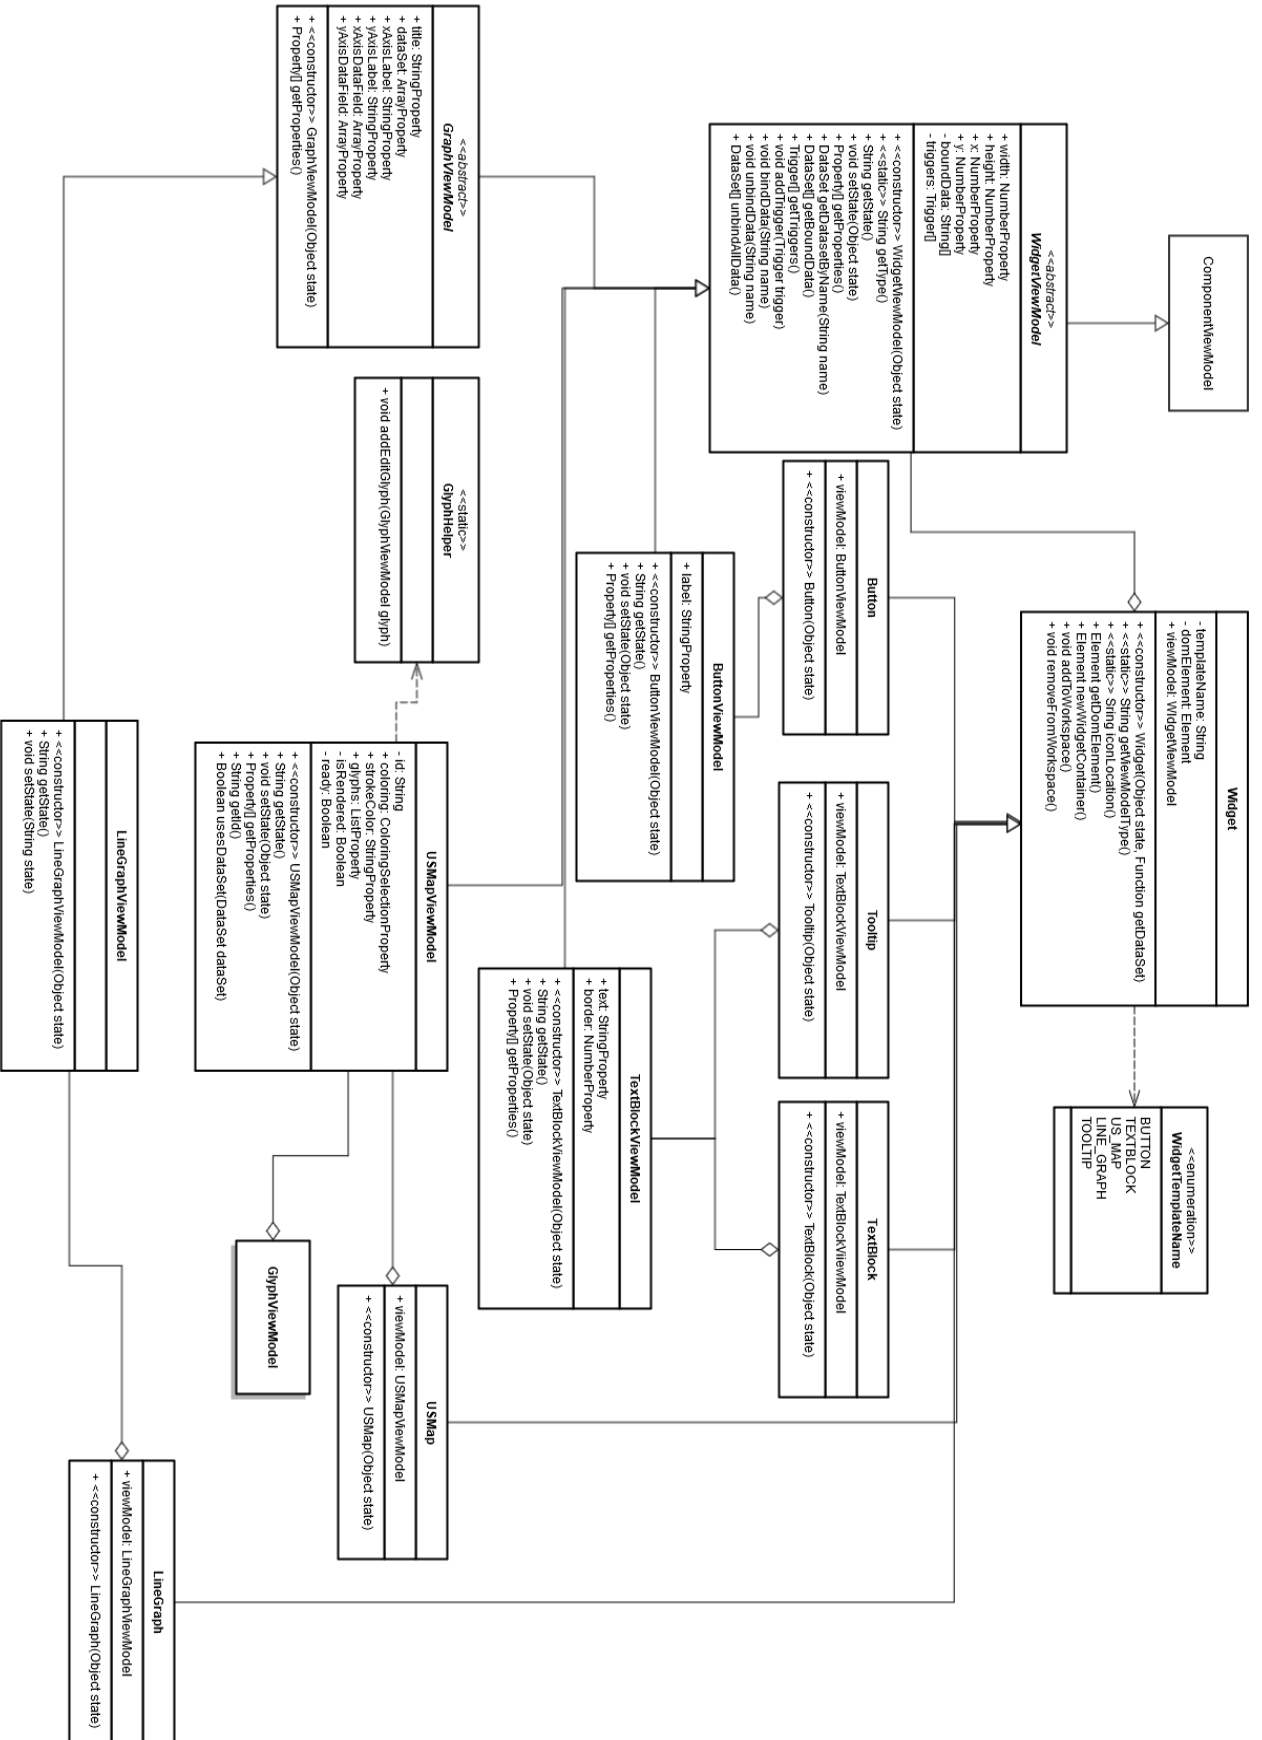 ComponentViewModel
<<abstract>>
WidgetViewModel
+ width: NumberProperty
+ height: NumberProperty
+ x: NumberProperty
+ y: NumberProperty
- boundData: String[]
- triggers: Trigger[]
+ <<constructor>> WidgetViewModel(Object state)
+ <<static>> String getType()
+ String getState()
+ void setState(Object state)
+ Property[] getProperties()
+ DataSet getDatasetByName(String name)
+ DataSet[] getBoundData()
+ Trigger[] getTriggers()
+ void addTrigger(Trigger trigger)
+ void bindData(String name)
+ void unbindData(String name)
+ DataSet[] unbindAllData()
Widget
- templateName: String
- domElement: Element
+ viewModel: WidgetViewModel
+ <<constructor>> Widget(Object state, Function getDataSet)
+ <<static>> String getViewModelType()
+ <<static>> Sring iconLocation()
+ Element getDomElement()
+ Element newWidgetContainer()
+ void addToWorkspace()
+ void removeFromWorkspace()
<<enumeration>>
WidgetTemplateName
BUTTON
TEXTBLOCK
US_MAP
LINE_GRAPH
TOOLTIP
Button
+ viewModel: ButtonViewModel
+ <<constructor>> Button(Object state)
Tooltip
+ viewModel: TextBlockViewModel
+ <<constructor>> Tooltip(Object state)
TextBlock
+ viewModel: TextBlockViiewModel
+ <<constructor>> TextBlock(Object state)
ButtonViewModel
+ label: StringProperty
+ <<constructor>> ButtonViewModel(Object state)
+ String getState()
+ void setState(Object state)
+ Property[] getProperties()
TextBlockViewModel
+ text: StringProperty
+ border: NumberProperty
+ <<constructor>> TextBlockViewModel(Object state)
+ String getState()
+ void setState(Object state)
+ Property[] getProperties()
<<abstract>>
GraphViewModel
+ title: StringProperty
+ dataSet: ArrayProperty
+ xAxisLabel: StringProperty
+ yAxisLabel: StringProperty
+ xAxisDataField: ArrayProperty
+ yAxisDataField: ArrayProperty
+ <<constructor>> GraphViewModel(Object state)
+ Property[] getProperties()
<<static>>
GlyphHelper
+ void addEditGlyph(GlyphViewModel glyph)
USMapViewModel
- id: String
+ coloring: ColoringSelectionProperty
+ strokeColor: StringProperty
+ glyphs: ListProperty
- isRendered: Boolean
- ready: Boolean
+ <<constructor>> USMapViewModel(Object state)
+ String getState()
+ void setState(Object state)
+ Property[] getProperties()
+ String getId()
+ Boolean usesDataSet(DataSet dataSet)
USMap
+ viewModel: USMapViewModel
+ <<constructor>> USMap(Object state)
GlyphViewModel
LineGraphViewModel
+ <<constructor>> LineGraphViewModel(Object state)
+ String getState()
+ void setState(String state)
LineGraph
+ viewModel: LineGraphViewModel
+ <<constructor>> LineGraph(Object state)